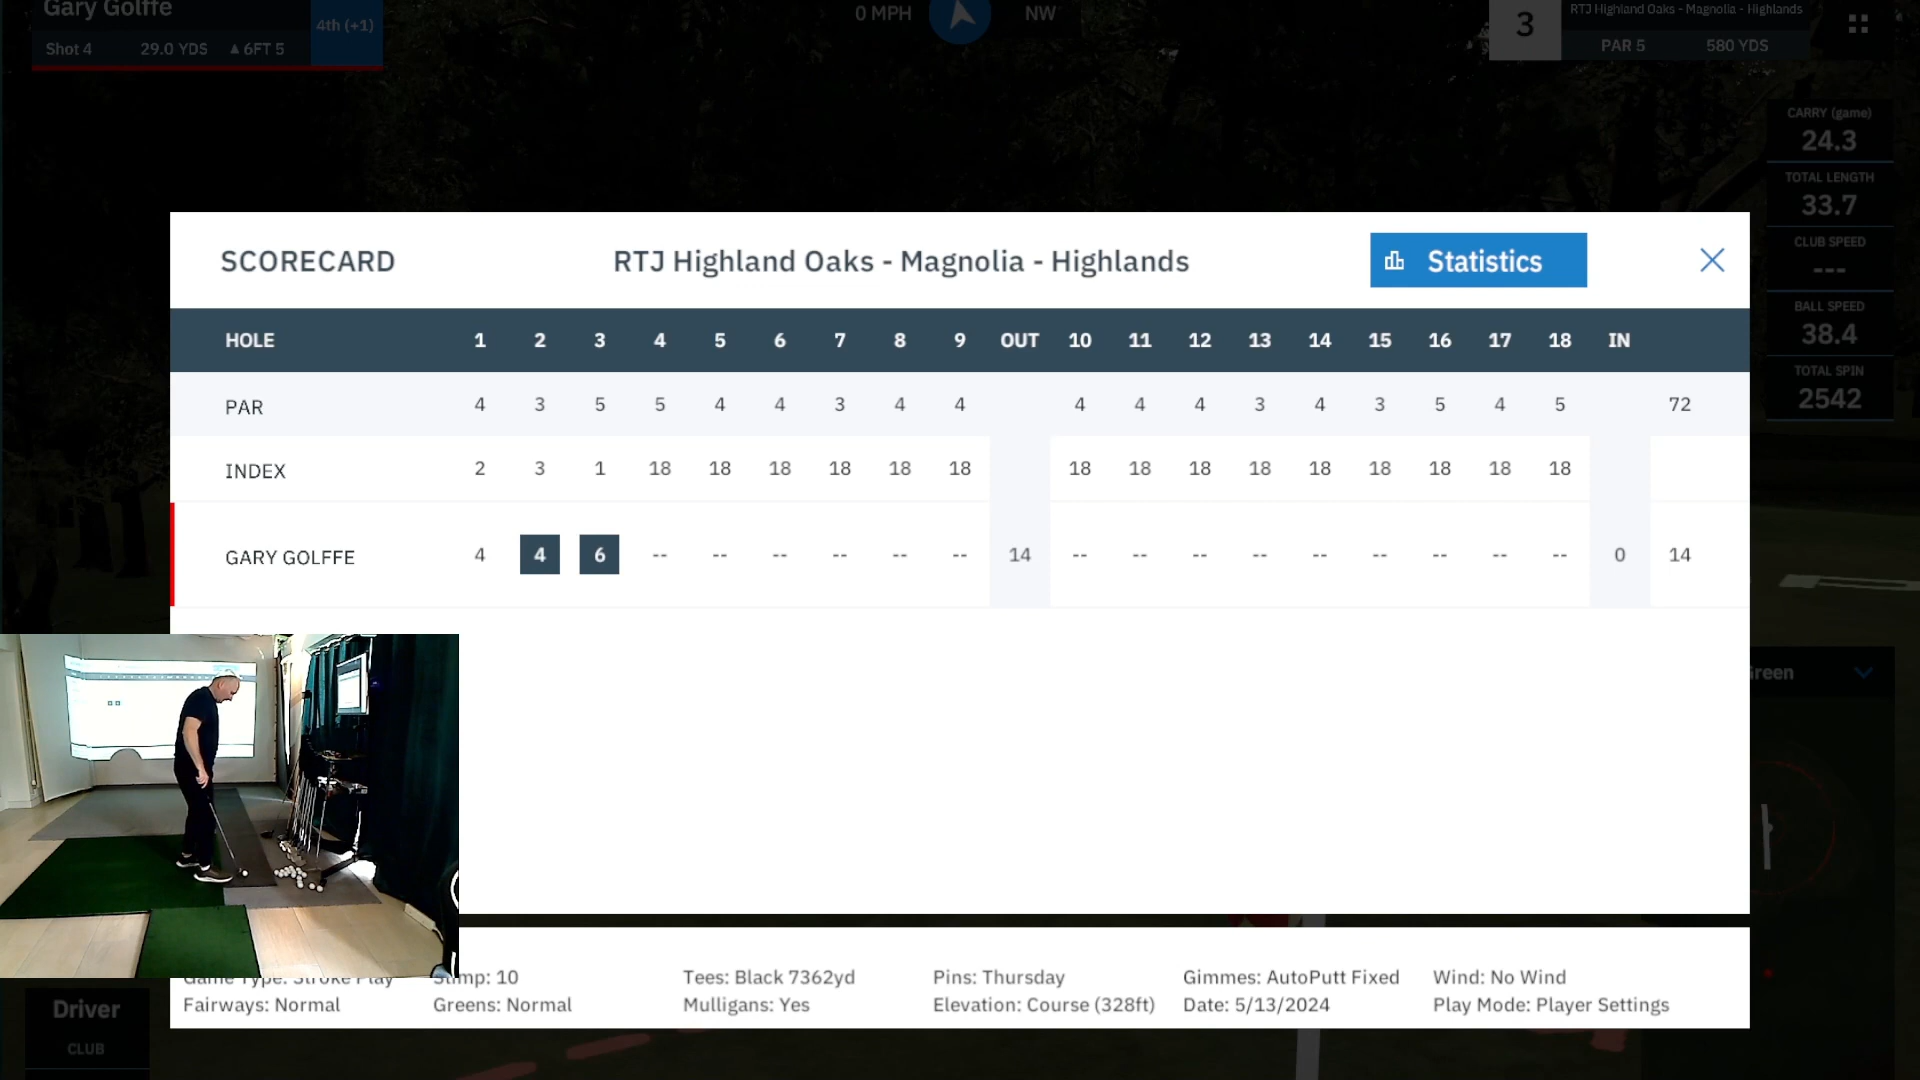 Gary Golffe
Shot 4 29.0 YDS ▲ 6FT 5 4th (+1)
0 MPH NW
3 RTJ Highland Oaks - Magnolia - Highlands
PAR 5 580 YDS
CARRY (game)
24.3
TOTAL LENGTH
33.7
CLUB SPEED
---
BALL SPEED
38.4
TOTAL SPIN
2542
SCORECARD RTJ Highland Oaks - Magnolia - Highlands Statistics
HOLE 1 2 3 4 5 6 7 8 9 OUT 10 11 12 13 14 15 16 17 18 IN
PAR 4 3 5 5 4 4 3 4 4 4 4 4 3 4 3 5 4 5 72
INDEX 2 3 1 18 18 18 18 18 18 18 18 18 18 18 18 18 18 18
GARY GOLFFE 4 4 6 -- -- -- -- -- -- 14 -- -- -- -- -- -- -- -- -- 0 14
Green
Game Type: Stroke Play Stimp: 10 Tees: Black 7362yd Pins: Thursday Gimmes: AutoPutt Fixed Wind: No Wind
Fairways: Normal Greens: Normal Mulligans: Yes Elevation: Course (328ft) Date: 5/13/2024 Play Mode: Player Settings
Driver
CLUB